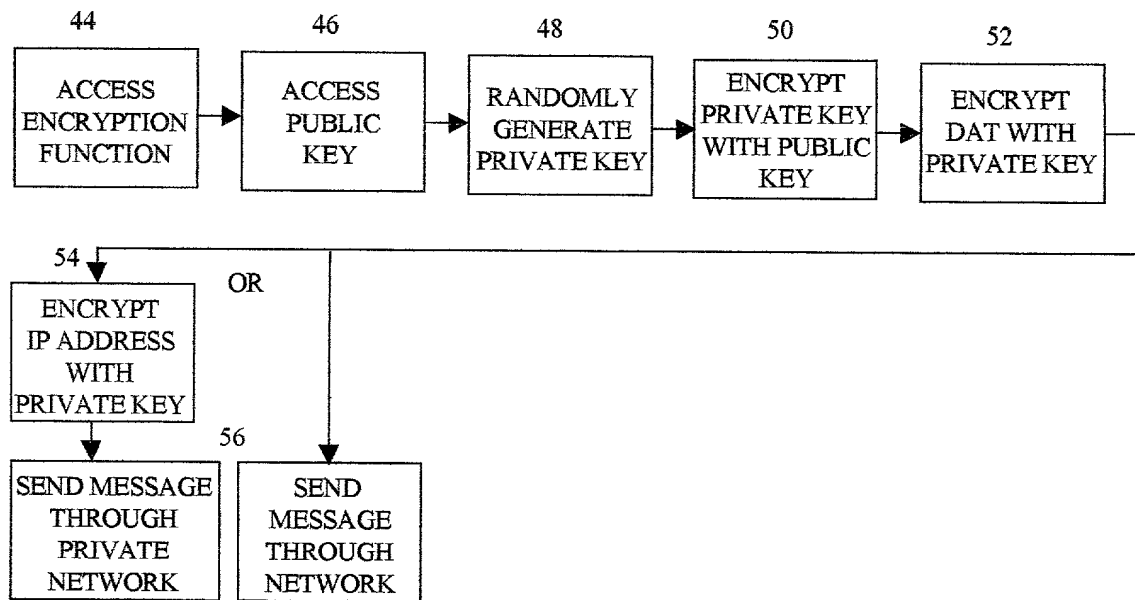 44
ACCESS
ENCRYPTION
FUNCTION
46
ACCESS
PUBLIC
KEY
48
RANDOMLY
GENERATE
PRIVATE KEY
50
ENCRYPT
PRIVATE KEY
WITH PUBLIC
KEY
52
ENCRYPT
DAT WITH
PRIVATE KEY
54
ENCRYPT
IP ADDRESS
WITH
PRIVATE KEY
OR
56
SEND MESSAGE
THROUGH
PRIVATE
NETWORK
SEND
MESSAGE
THROUGH
NETWORK